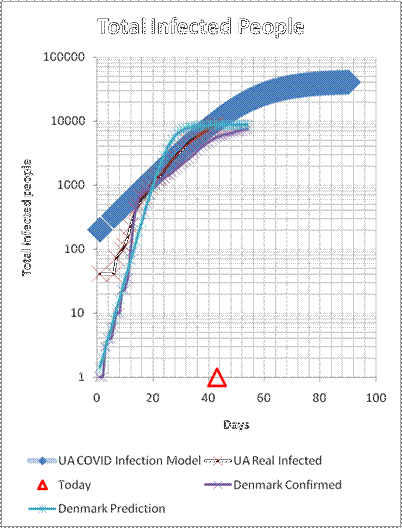 Total Infected People
Total infected people
100000
10000
1000
100
10
1
0 20 40 60 80 100
Days
UA COVID Infection Model UA Real Infected
Today Denmark Confirmed
Denmark Prediction